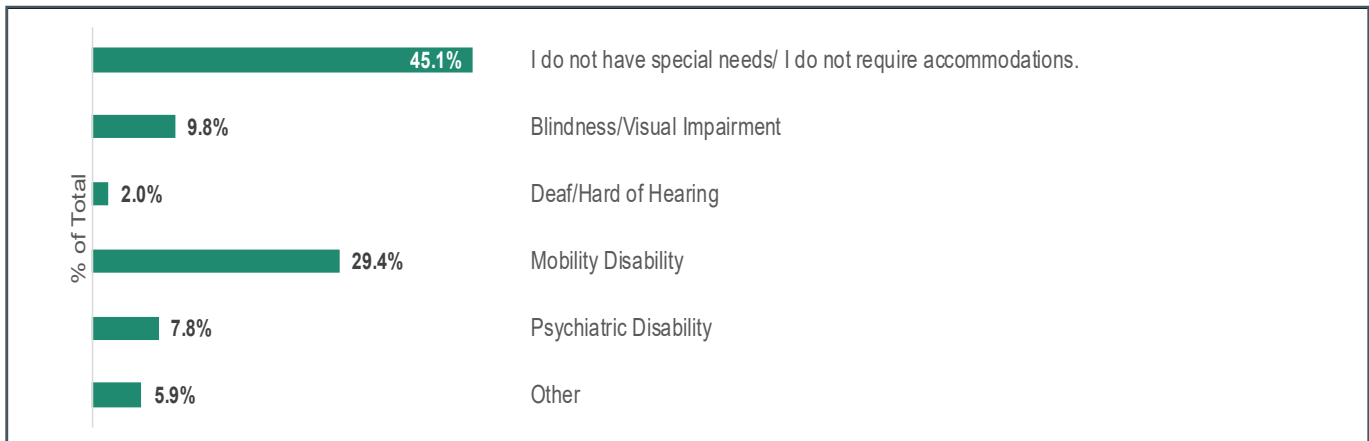 % of Total
45.1% I do not have special needs/ I do not require accommodations.
9.8% Blindness/Visual Impairment
2.0% Deaf/Hard of Hearing
29.4% Mobility Disability
7.8% Psychiatric Disability
5.9% Other